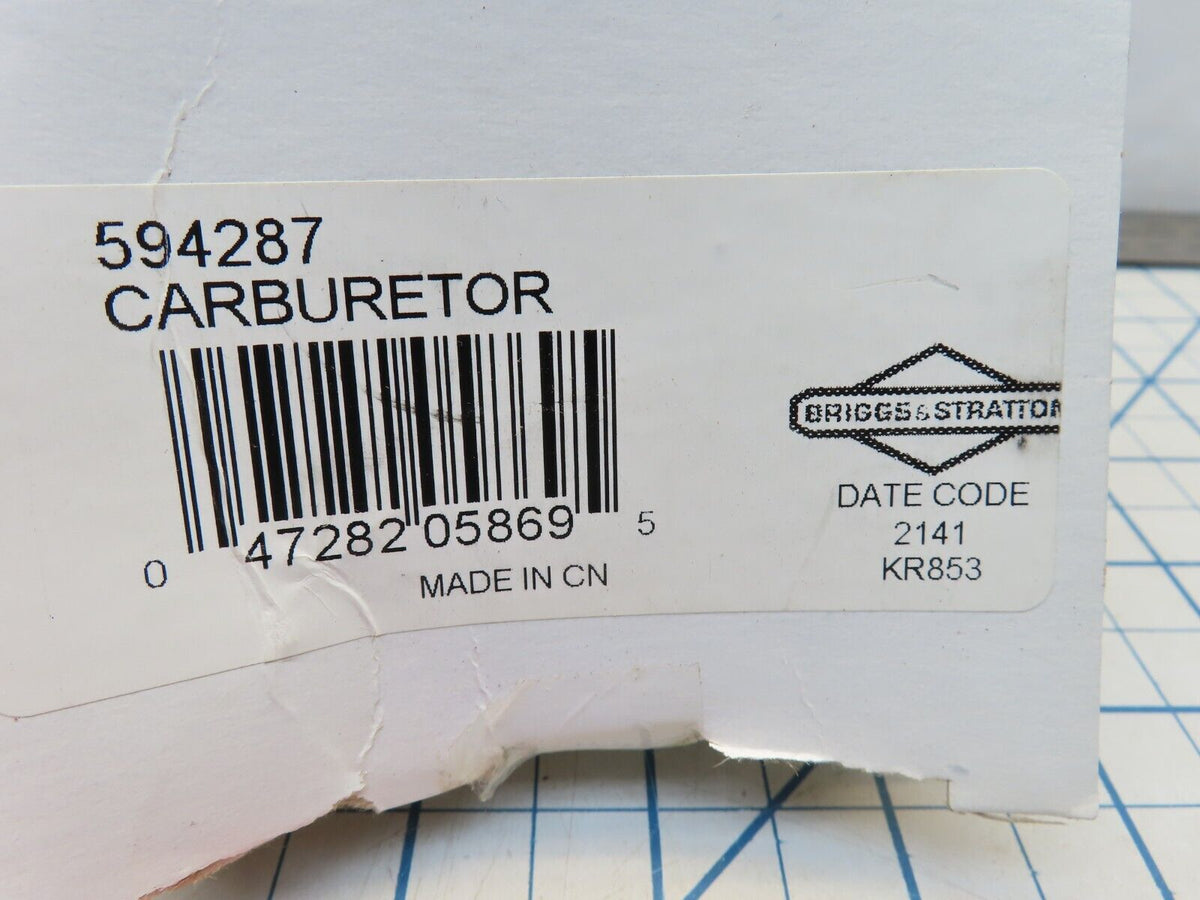 594287
CARBURETOR
0 47282 05869 5
MADE IN CN
BRIGGS&STRATTON
DATE CODE
2141
KR853